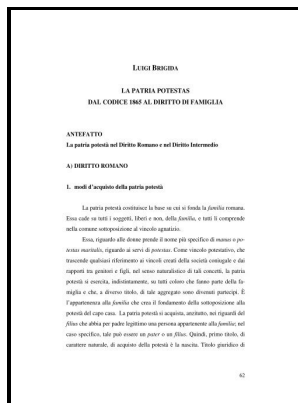 LUIGI BRIGIDA
LA PATRIA POTESTAS
DAL CODICE 1865 AL DIRITTO DI FAMIGLIA
ANTEFATTO
La patria potestà nel Diritto Romano e nel Diritto Intermedio
A) DIRITTO ROMANO
1. modi d'acquisto della patria potestà
La patria potestà costituisce la base su cui si fonda la familia romana.
Essa cade su tutti i soggetti, liberi e non, della familia, e tutti li comprende
nella comune sottoposizione al vincolo agnatizio.
Essa, riguardo alle donne prende il nome più specifico di manus o po-
testas maritalis, riguardo ai servi di potestas. Come vincolo potestativo, che
trascende qualsiasi riferimento ai vincoli creati della società coniugale e dai
rapporti tra genitori e figli, nel senso naturalistico di tali concetti, la patria
potestà si esercita, indistintamente, su tutti coloro che fanno parte della fa-
miglia e che, a diverso titolo, di tale aggregato sono divenuti partecipi. È
l'appartenenza alla familia che crea il fondamento della sottoposizione alla
potestà del capo casa. La patria potestà si acquista, anzitutto, nei riguardi del
filius che abbia per padre legittimo una persona appartenente alla familia; nel
caso specifico, tale può essere un pater o un filius. Quindi, primo titolo, di
carattere naturale, di acquisto della potestà è la nascita. Titolo giuridico di
62